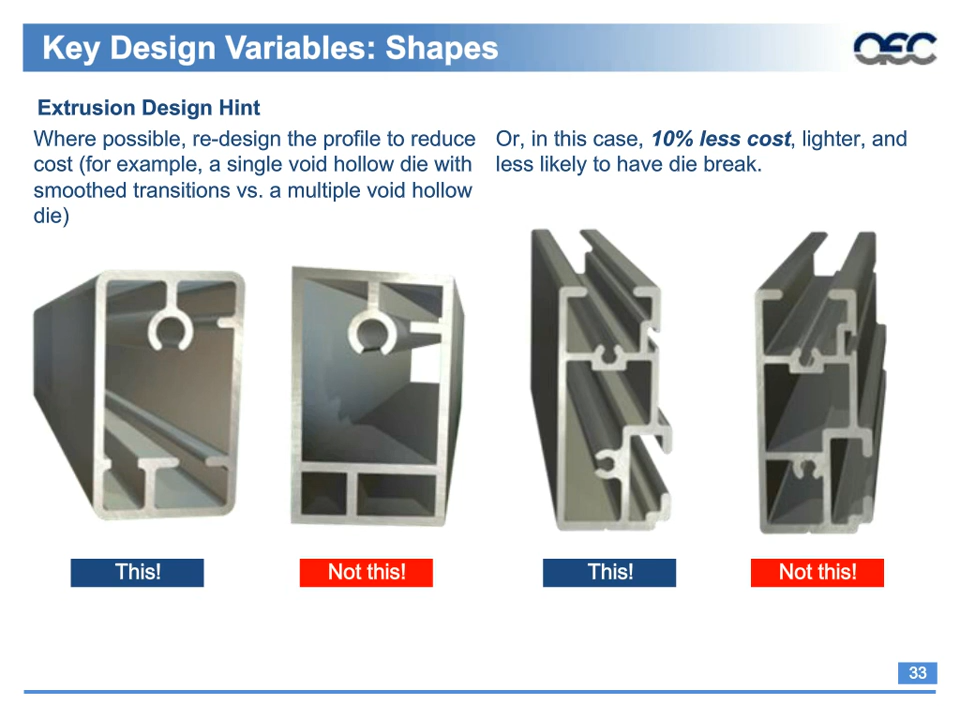 Key Design Variables: Shapes
AEC
Extrusion Design Hint
Where possible, re-design the profile to reduce
cost (for example, a single void hollow die with
smoothed transitions vs. a multiple void hollow
die)
Or, in this case, 10% less cost, lighter, and
less likely to have die break.
This!
Not this!
This!
Not this!
33